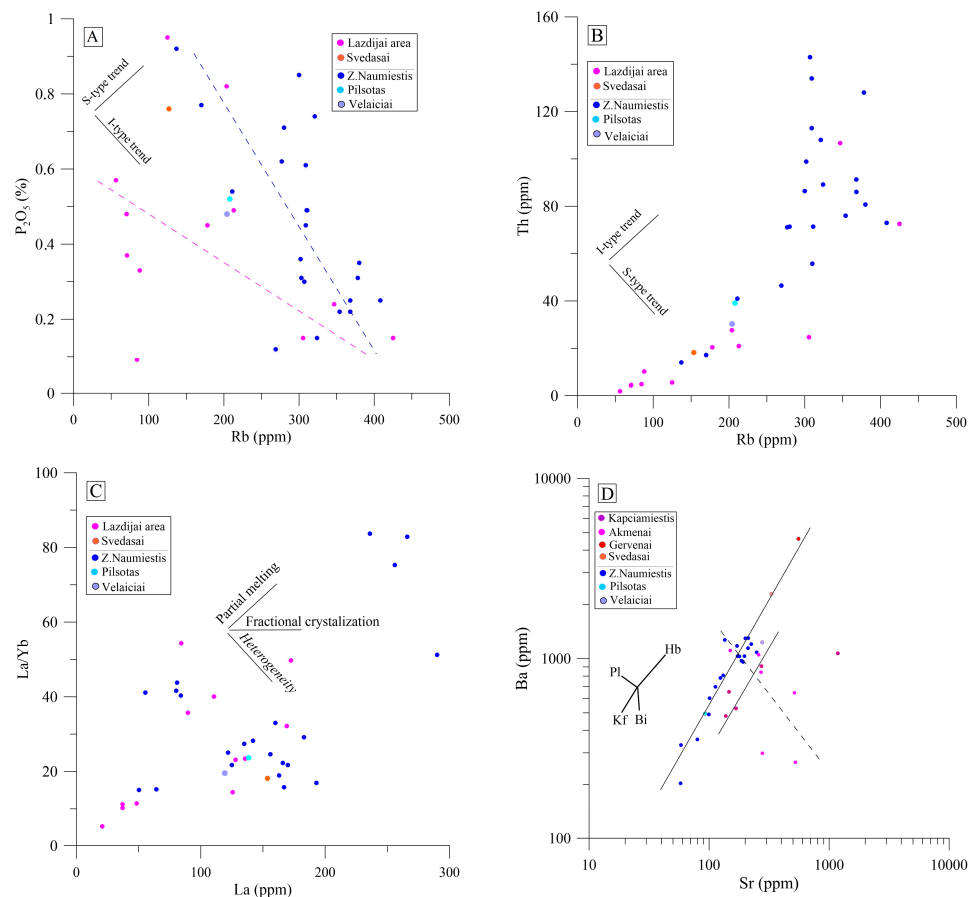 A
Lazdijai area
Svedasai
Z.Naumiestis
Pilsotas
Velaiciai
S-type trend
I-type trend
1
0.8
0.6
0.4
0.2
0
P2O5 (%)
0 100 200 300 400 500
Rb (ppm)
B
Lazdijai area
Svedasai
Z.Naumiestis
Pilsotas
Velaiciai
I-type trend
S-type trend
160
120
80
40
0
Th (ppm)
0 100 200 300 400 500
Rb (ppm)
C
Lazdijai area
Svedasai
Z.Naumiestis
Pilsotas
Velaiciai
Partial melting
Fractional crystalization
Heterogeneity
100
80
60
40
20
0
La/Yb
0 100 200 300
La (ppm)
D
Kapciamiestis
Akmenai
Gervenai
Svedasai
Z.Naumiestis
Pilsotas
Velaiciai
Hb
Pl
Kf Bi
10000
1000
100
Ba (ppm)
10 100 1000 10000
Sr (ppm)